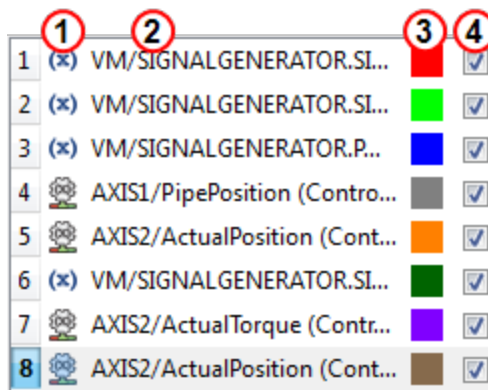 1 2 3 4
1 (x) VM/SIGNALGENERATOR.SI...
2 (x) VM/SIGNALGENERATOR.SI...
3 (x) VM/SIGNALGENERATOR.P...
4 AXIS1/PipePosition (Contro...
5 AXIS2/ActualPosition (Cont...
6 (x) VM/SIGNALGENERATOR.SI...
7 AXIS2/ActualTorque (Contr...
8 AXIS2/ActualPosition (Cont...